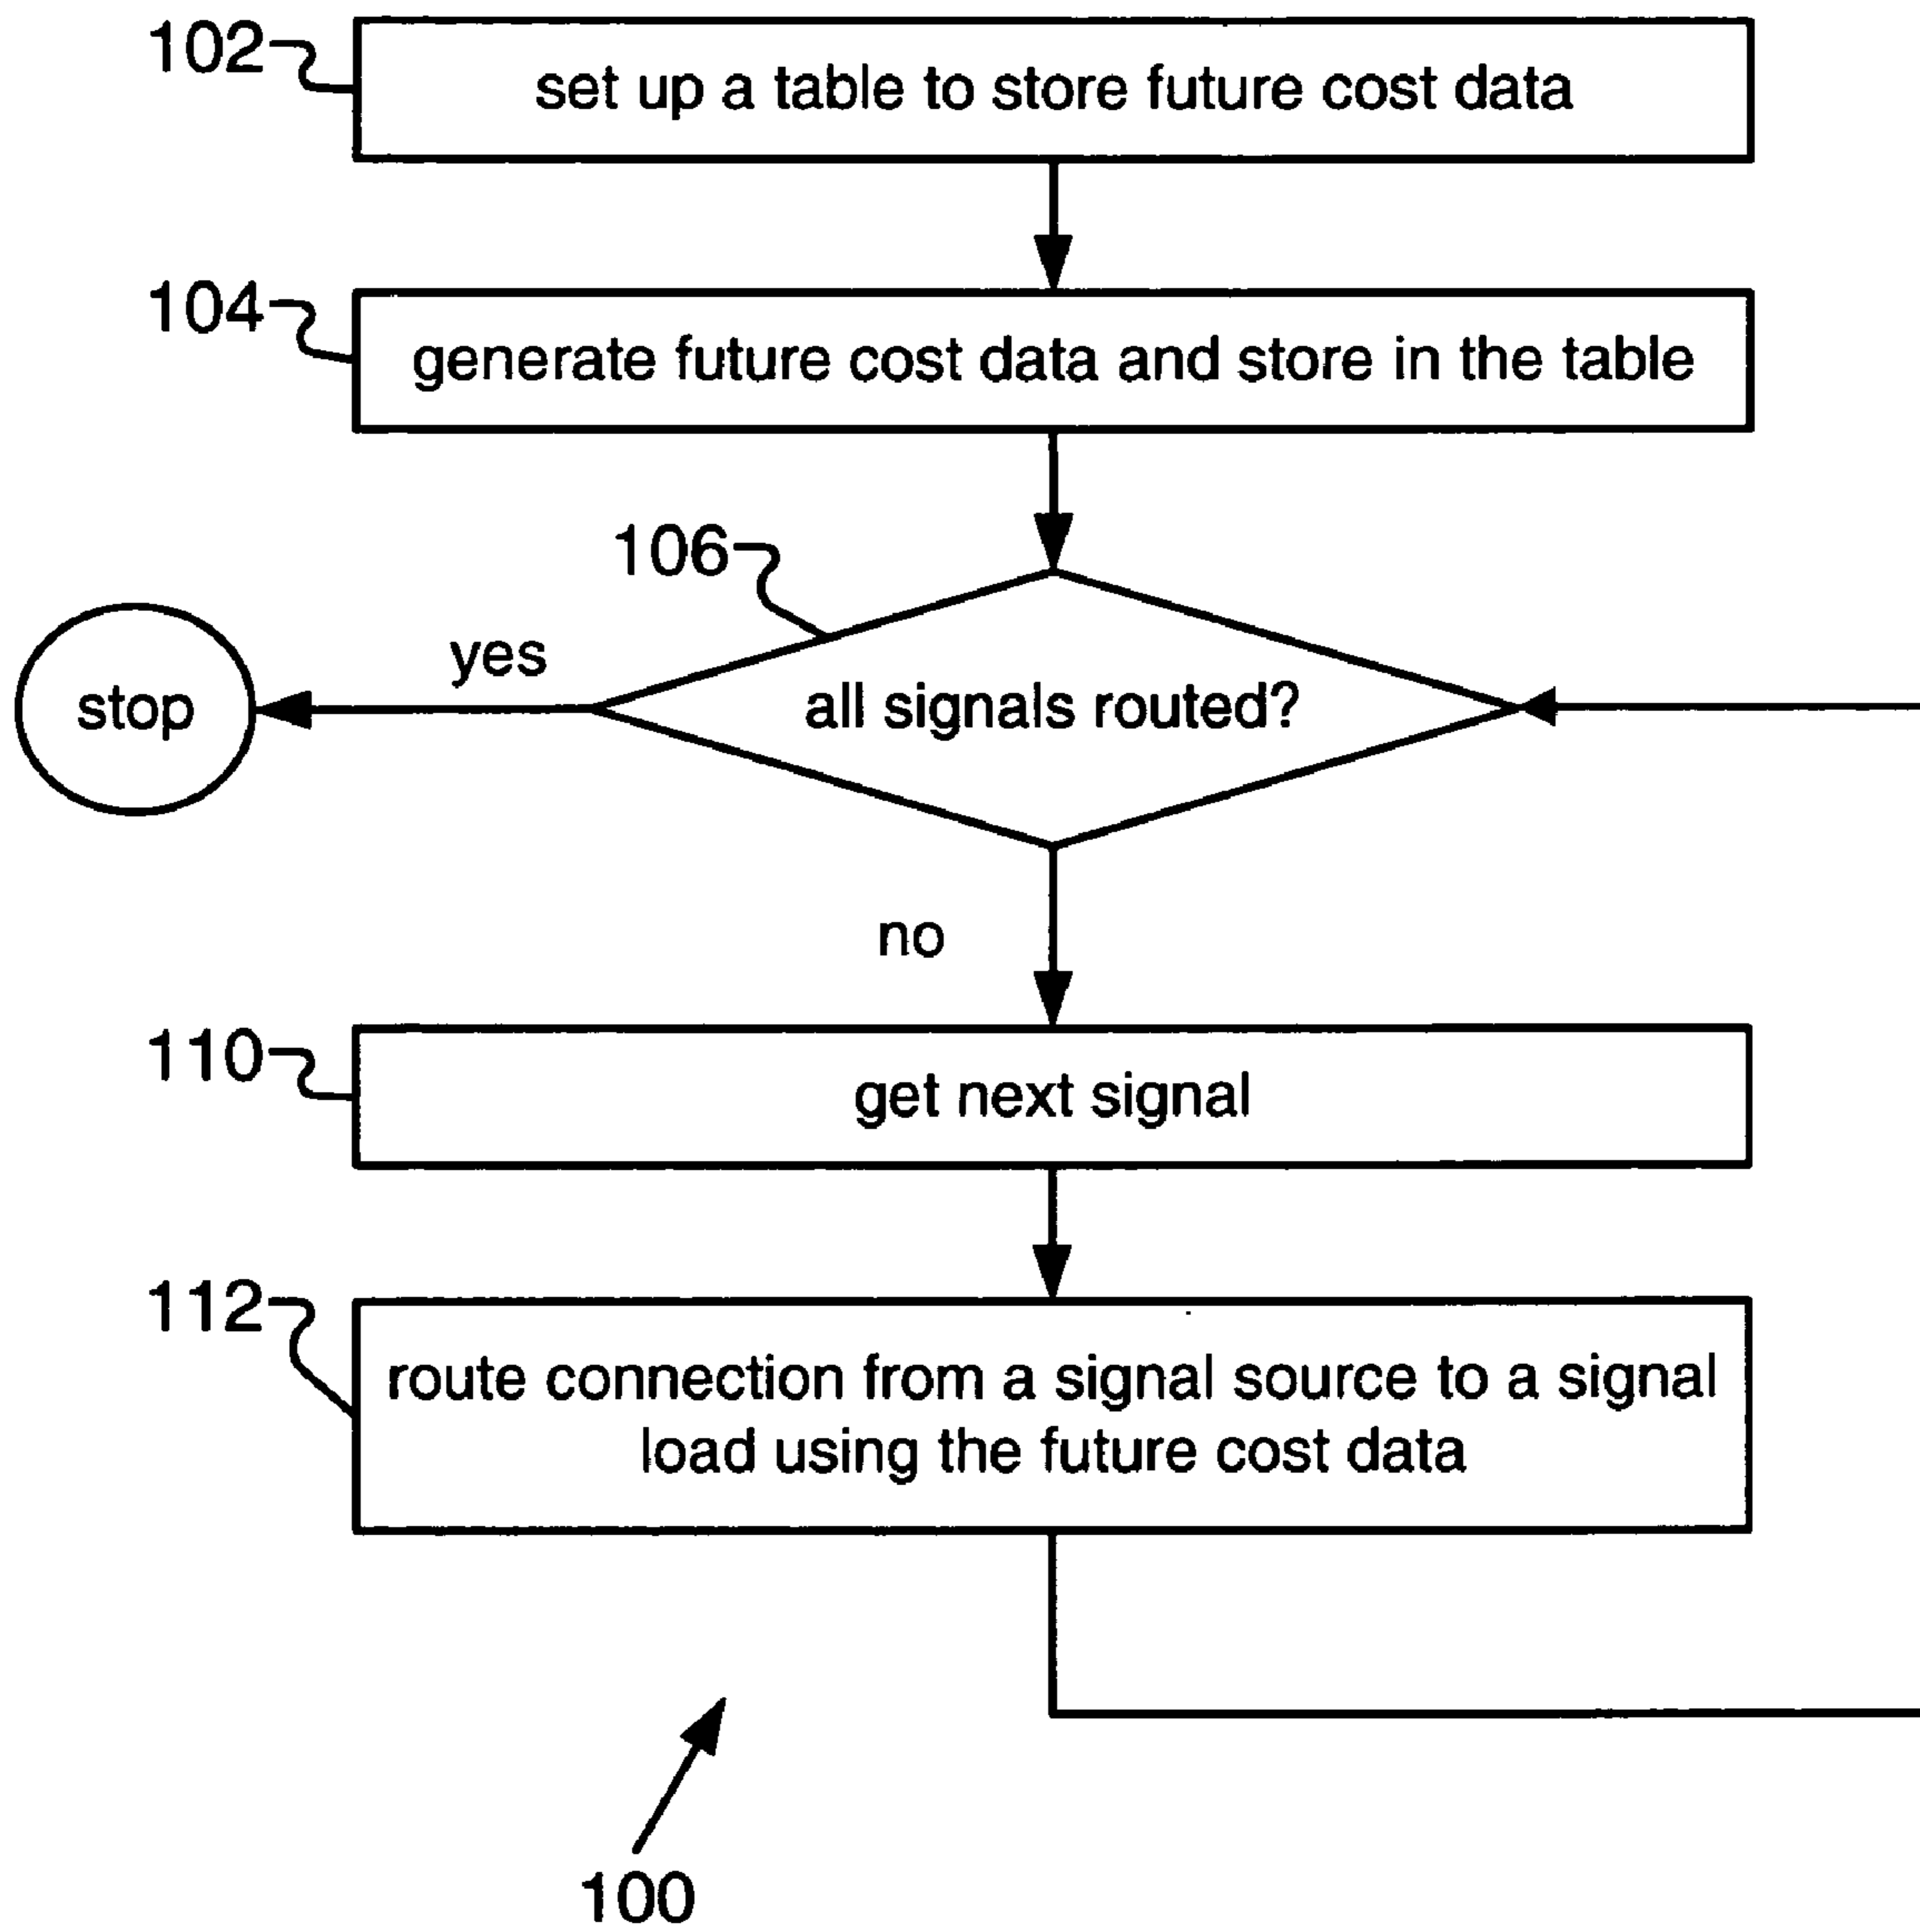 102
set up a table to store future cost data
104
generate future cost data and store in the table
106
yes
stop
all signals routed?
no
110
get next signal
112
route connection from a signal source to a signal
load using the future cost data
100